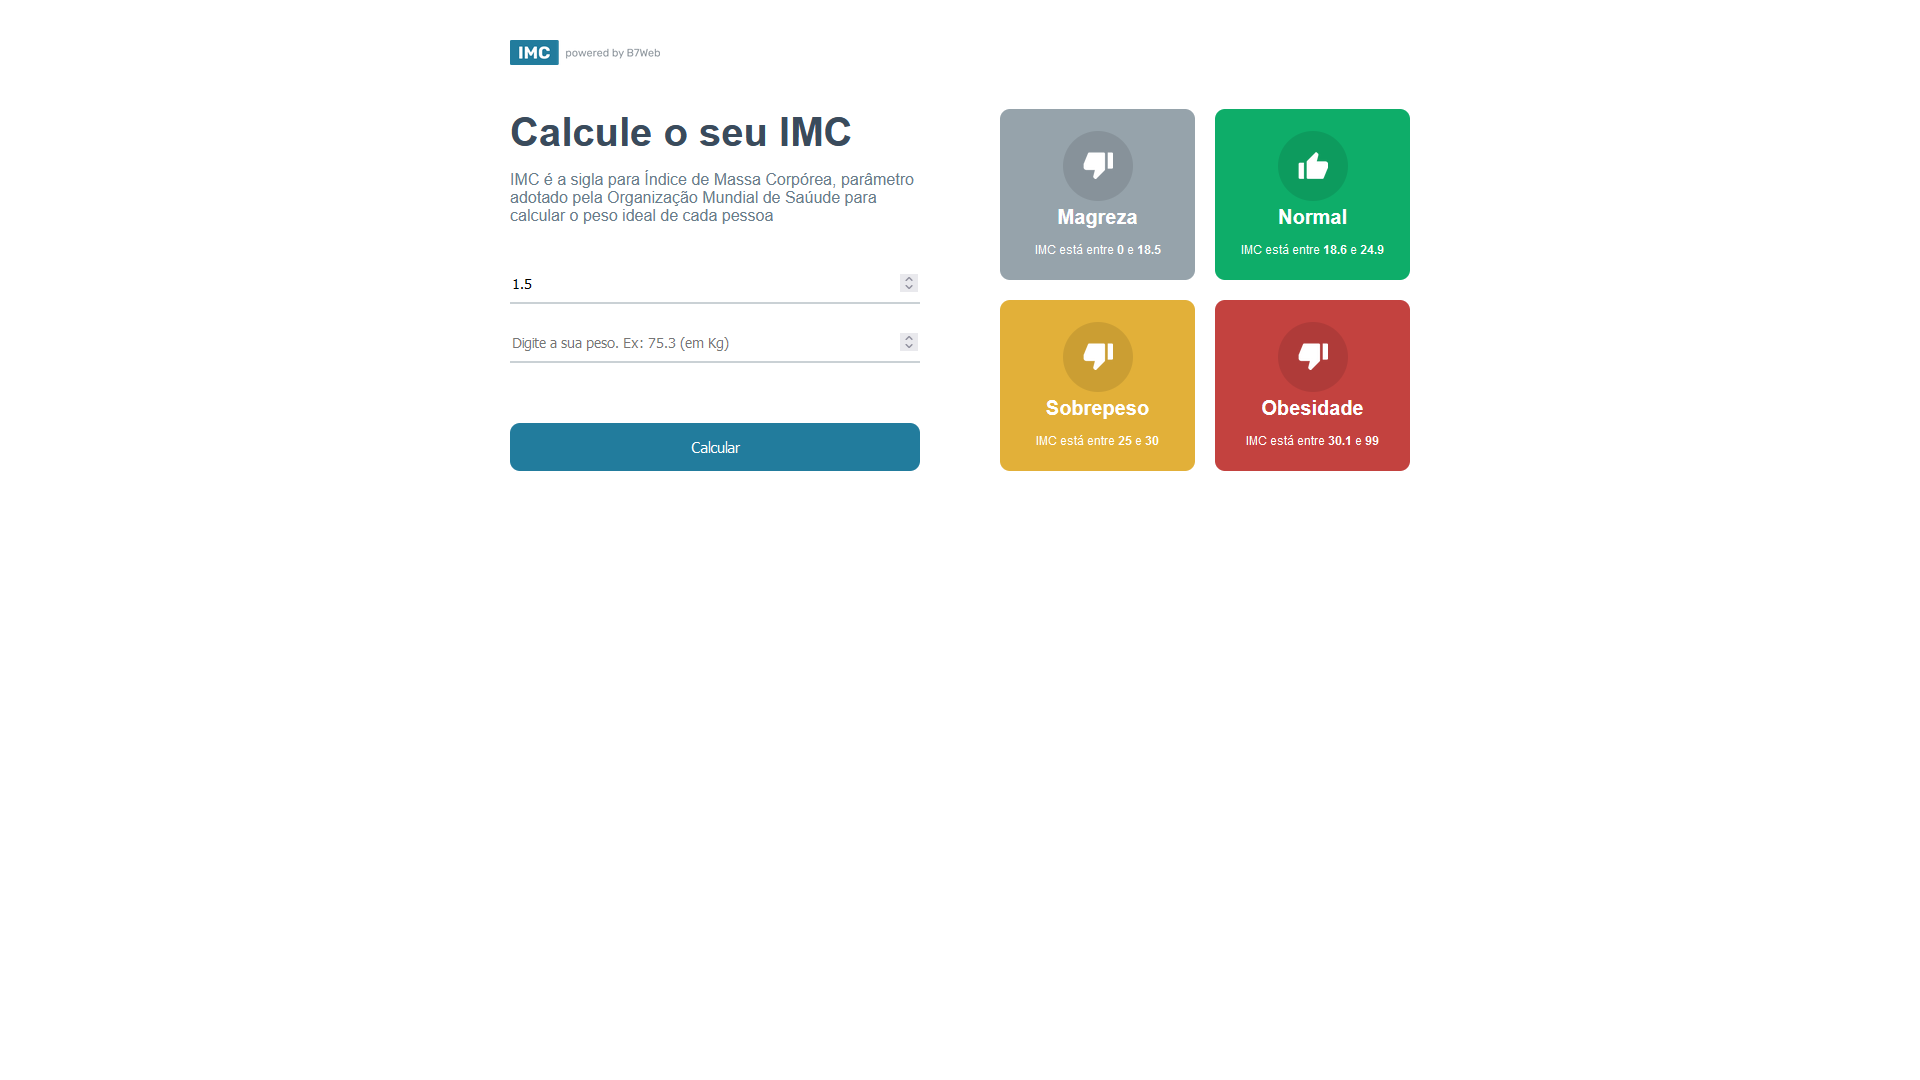 IMC powered by B7Web
Calcule o seu IMC
IMC é a sigla para Índice de Massa Corpórea, parâmetro
adotado pela Organização Mundial de Saúude para
calcular o peso ideal de cada pessoa
1.5
Digite a sua peso. Ex: 75.3 (em Kg)
Calcular
Magreza
IMC está entre 0 e 18.5
Normal
IMC está entre 18.6 e 24.9
Sobrepeso
IMC está entre 25 e 30
Obesidade
IMC está entre 30.1 e 99